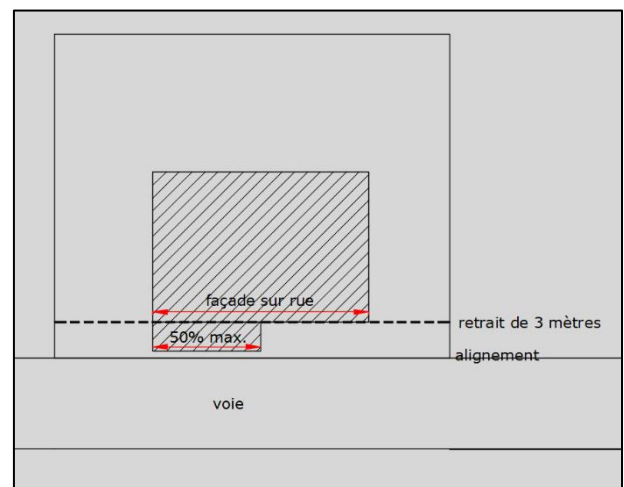 façade sur rue
retrait de 3 mètres
50% max.
alignement
voie